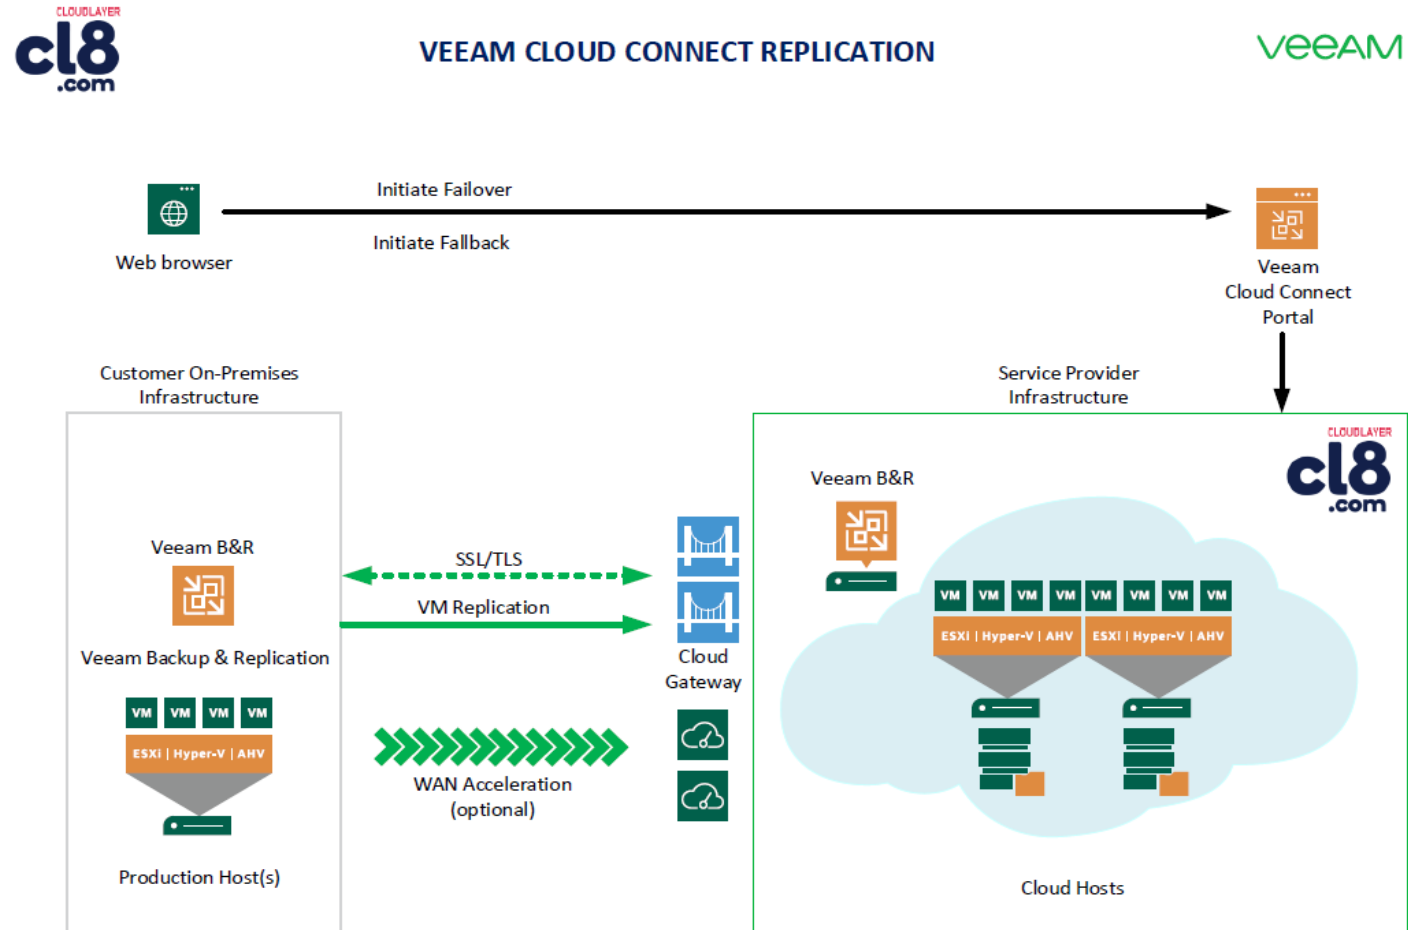 CLOUDLAYER
cl8
.com
VEEAM CLOUD CONNECT REPLICATION
veeAM
Initiate Failover
Initiate Fallback
Web browser
Veeam
Cloud Connect
Portal
Customer On-Premises
Infrastructure
Service Provider
Infrastructure
CLOUDLAYER
cl8
.com
Veeam B&R
Veeam B&R
SSL/TLS
VM Replication
Cloud
Gateway
VM VM VM VM VM VM VM VM
ESXi | Hyper-V | AHV ESXi | Hyper-V | AHV
Veeam Backup & Replication
VM VM VM VM
ESXi | Hyper-V | AHV
WAN Acceleration
(optional)
Production Host(s)
Cloud Hosts